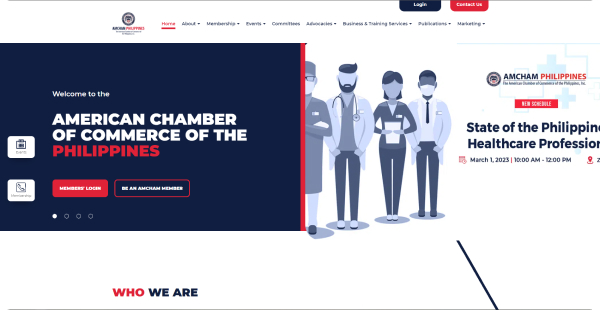 Login
Contact Us
AMCHAM PHILIPPINES
Home
About
Membership
Events
Committees
Advocacies
Business & Training Services
Publications
Marketing
Welcome to the
AMERICAN CHAMBER
OF COMMERCE OF THE
PHILIPPINES
Events
Membership
MEMBERS' LOGIN
BE AN AMCHAM MEMBER
AMCHAM PHILIPPINES
The American Chamber of Commerce of the Philippines, Inc.
NEW SCHEDULE
State of the Philippine
Healthcare Profession
March 1, 2023 | 10:00 AM - 12:00 PM
WHO WE ARE